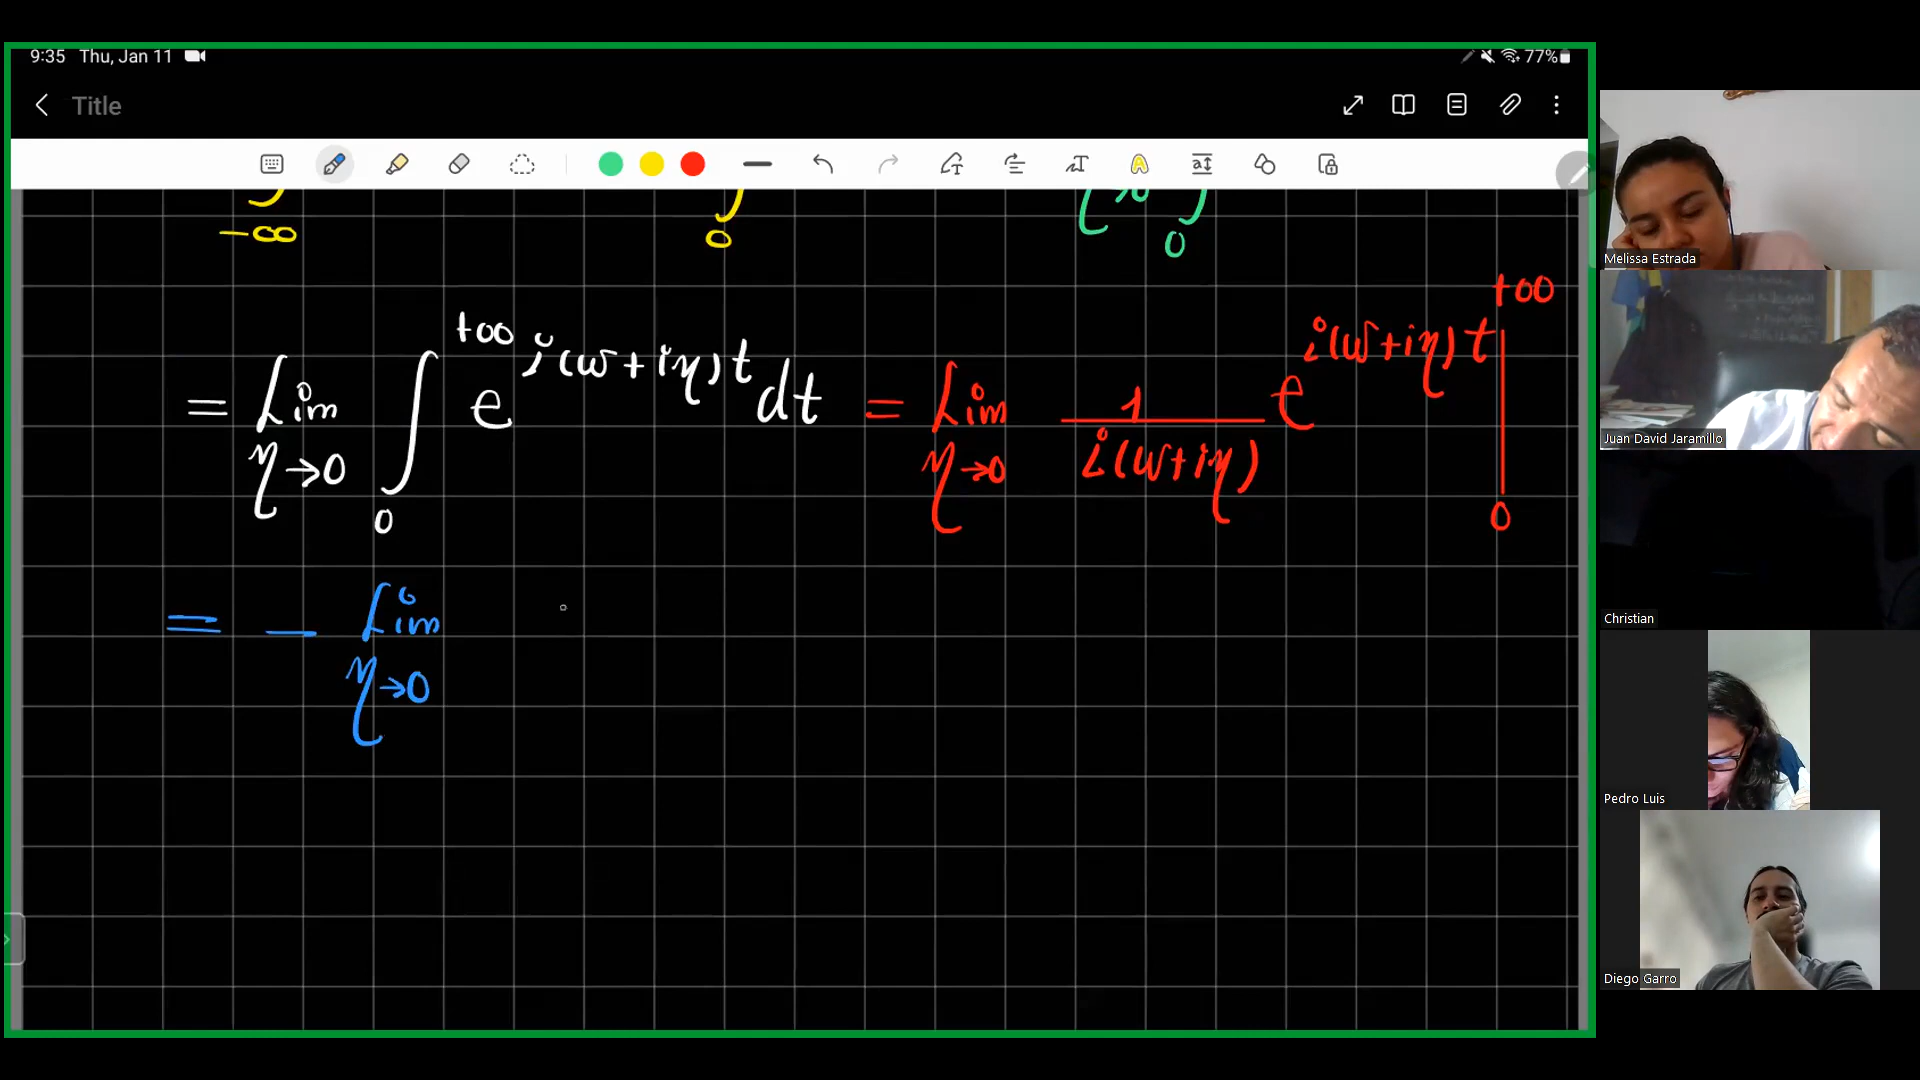 9:35 Thu, Jan 11 77%
Title
-∞ 0 0
= Lim η→0 ∫ 0 +∞ e i(ω+iη)t dt = Lim η→0 1 / i(ω+iη) e i(ω+iη)t | 0 +∞
= - Lim η→0
Melissa Estrada
Juan David Jaramillo
Christian
Pedro Luis
Diego Garro